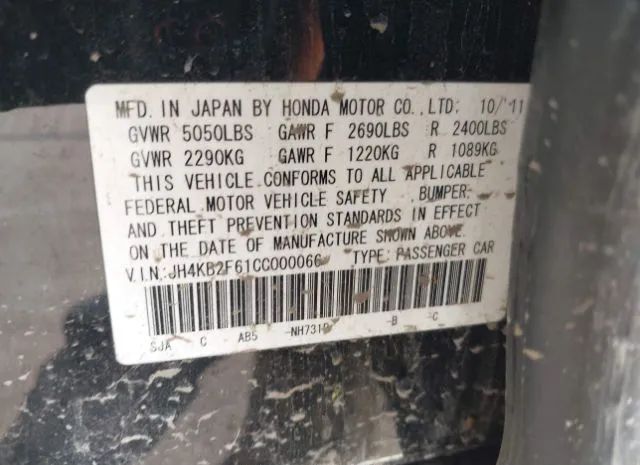 MFD. IN JAPAN BY HONDA MOTOR CO., LTD: 10/'11
GVWR 5050LBS GAWR F 2690LBS R 2400LBS
GVWR 2290KG GAWR F 1220KG R 1089KG
THIS VEHICLE CONFORMS TO ALL APPLICABLE
FEDERAL MOTOR VEHICLE SAFETY ,BUMPER,
AND THEFT PREVENTION STANDARDS IN EFFECT
ON THE DATE OF MANUFACTURE SHOWN ABOVE.
V.I.N: JH4KB2F61CC000066 TYPE: PASSENGER CAR
SJA C AB5 -NH731P -B -C